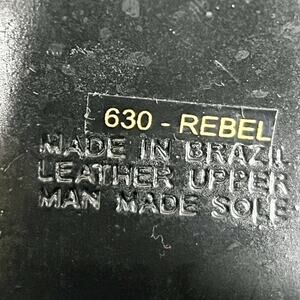 630 - REBEL
MADE IN BRAZIL
LEATHER UPPER
MAN MADE SOLE